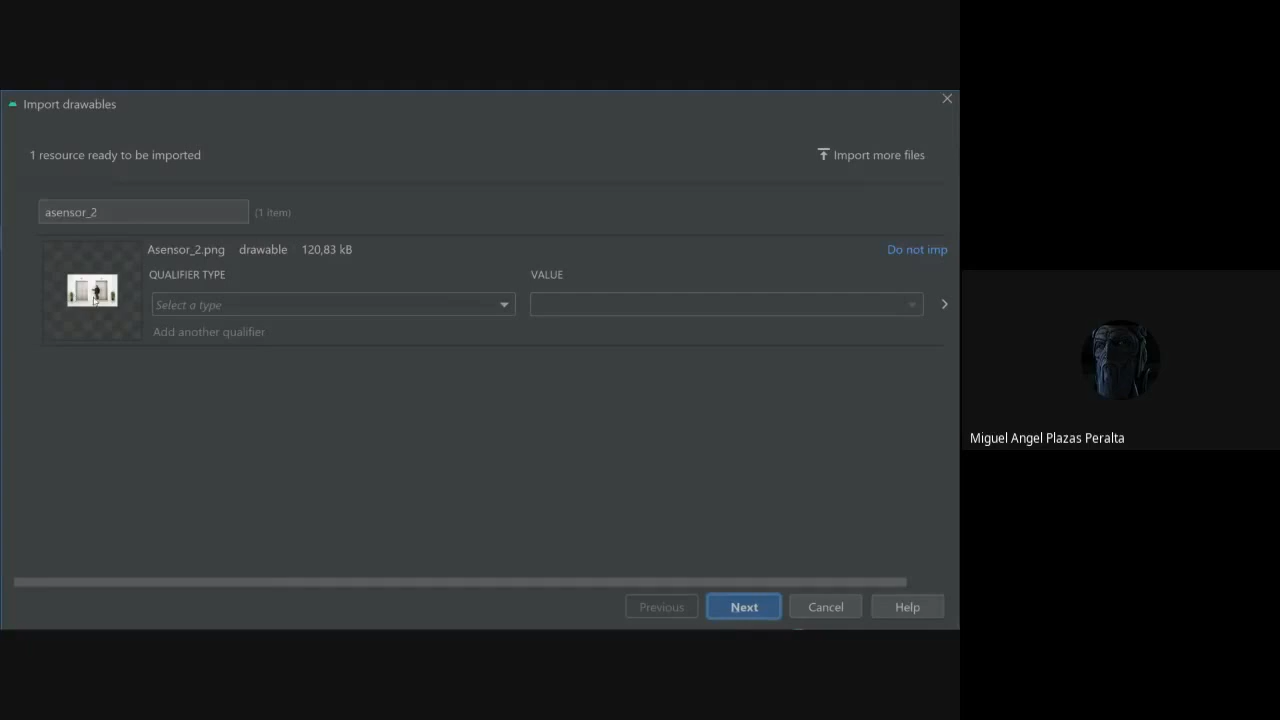 Import drawables
1 resource ready to be imported
Import more files
asensor_2
(1 item)
Asensor_2.png drawable 120,83 kB
Do not imp
QUALIFIER TYPE VALUE
Select a type
Add another qualifier
Miguel Angel Plazas Peralta
Previous Next Cancel Help